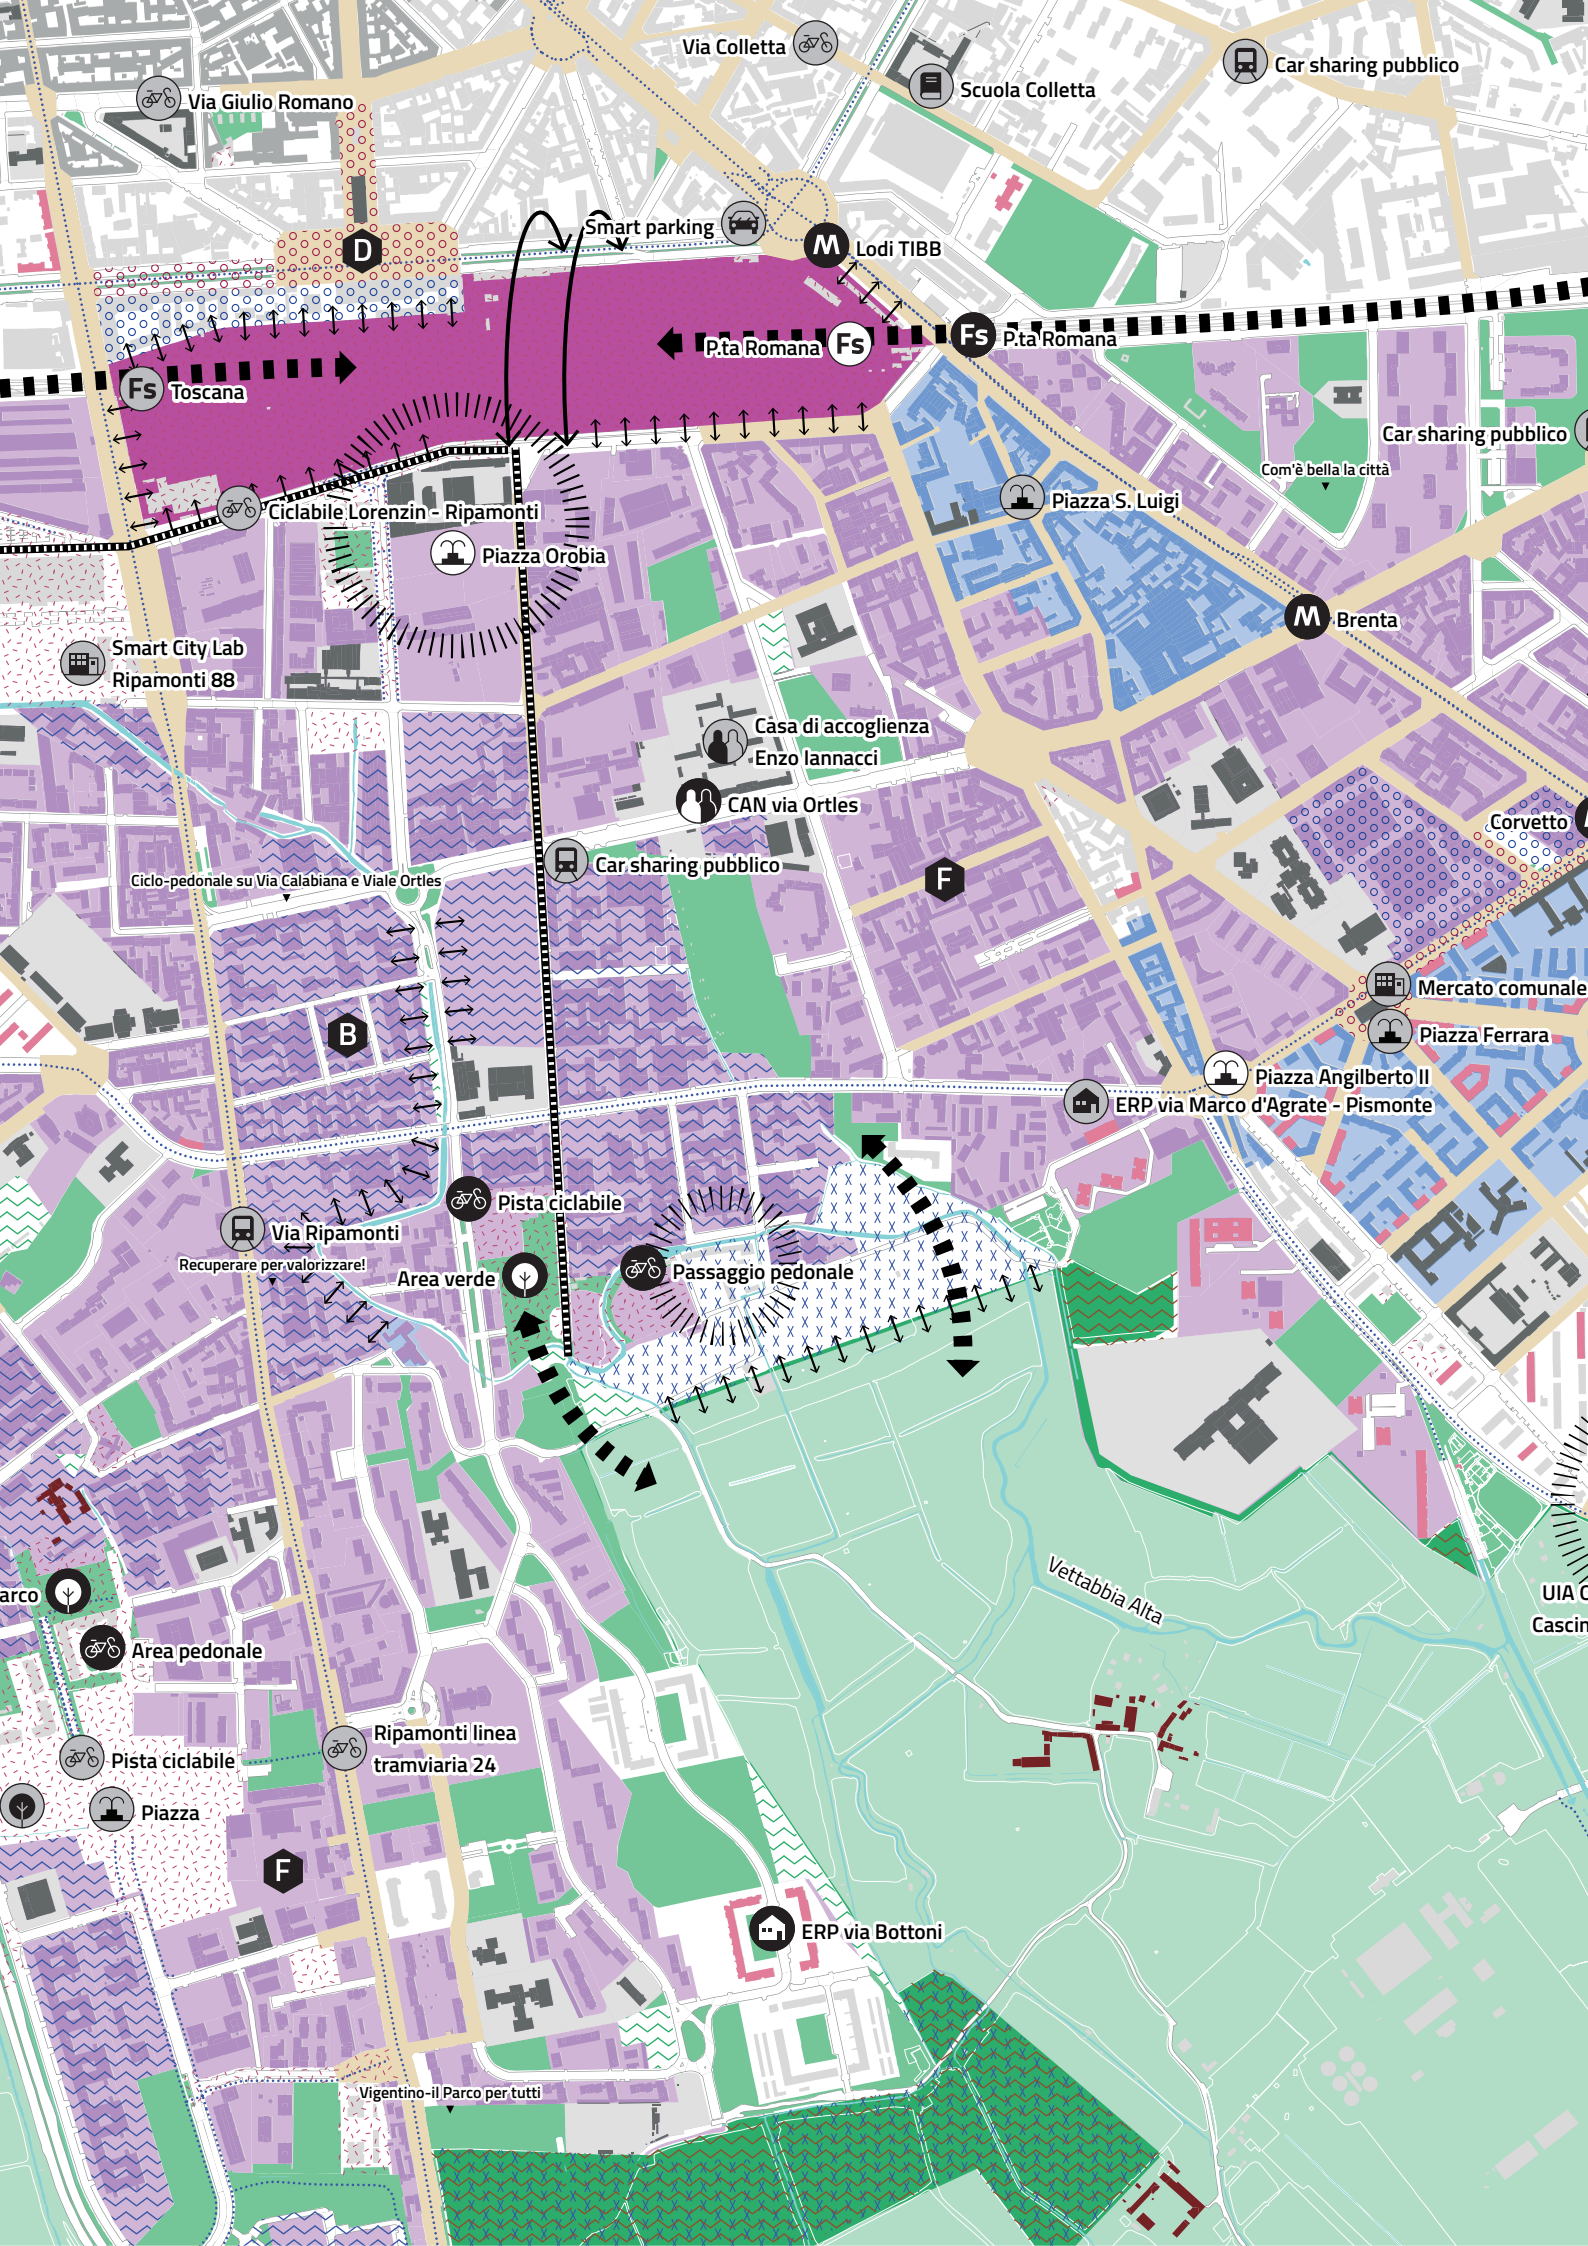 Via Colletta
Car sharing pubblico
Scuola Colletta
Via Giulio Romano
Smart parking
M
Lodi TIBB
D
Fs
P.ta Romana
P.ta Romana
Fs
Fs
Toscana
Car sharing pubblico
Com'è bella la città
Piazza S. Luigi
Ciclabile Lorenzin - Ripamonti
Piazza Orobia
M
Brenta
Smart City Lab
Ripamonti 88
Casa di accoglienza
Enzo Iannacci
CAN via Ortles
Corvetto
Car sharing pubblico
F
Ciclo-pedonale su Via Calabiana e Viale Ortles
Mercato comunale
B
Piazza Ferrara
Piazza Angilberto II
ERP via Marco d'Agrate - Pismonte
Pista ciclabile
Via Ripamonti
Recuperare per valorizzare!
Area verde
Passaggio pedonale
Vettabbia Alta
arco
UIA
Cascin
Area pedonale
Ripamonti linea
tramviaria 24
Pista ciclabile
Piazza
F
ERP via Bottoni
Vigentino-il Parco per tutti